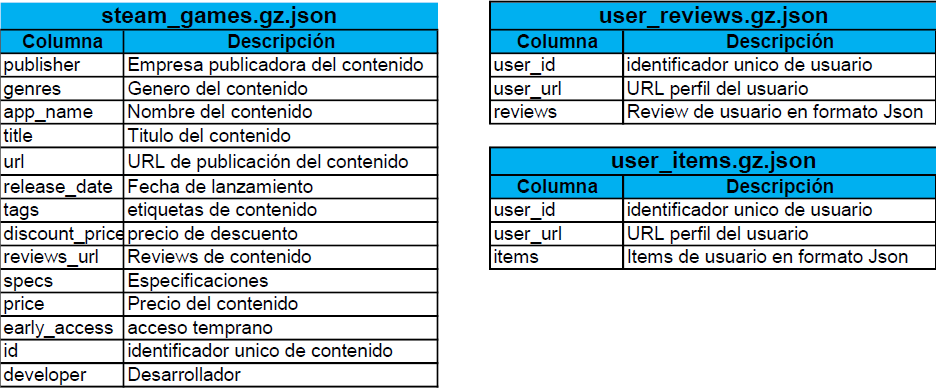 steam_games.gz.json
Columna Descripción
publisher Empresa publicadora del contenido
genres Genero del contenido
app_name Nombre del contenido
title Titulo del contenido
url URL de publicación del contenido
release_date Fecha de lanzamiento
tags etiquetas de contenido
discount_price precio de descuento
reviews_url Reviews de contenido
specs Especificaciones
price Precio del contenido
early_access acceso temprano
id identificador unico de contenido
developer Desarrollador
user_reviews.gz.json
Columna Descripción
user_id identificador unico de usuario
user_url URL perfil del usuario
reviews Review de usuario en formato Json
user_items.gz.json
Columna Descripción
user_id identificador unico de usuario
user_url URL perfil del usuario
items Items de usuario en formato Json